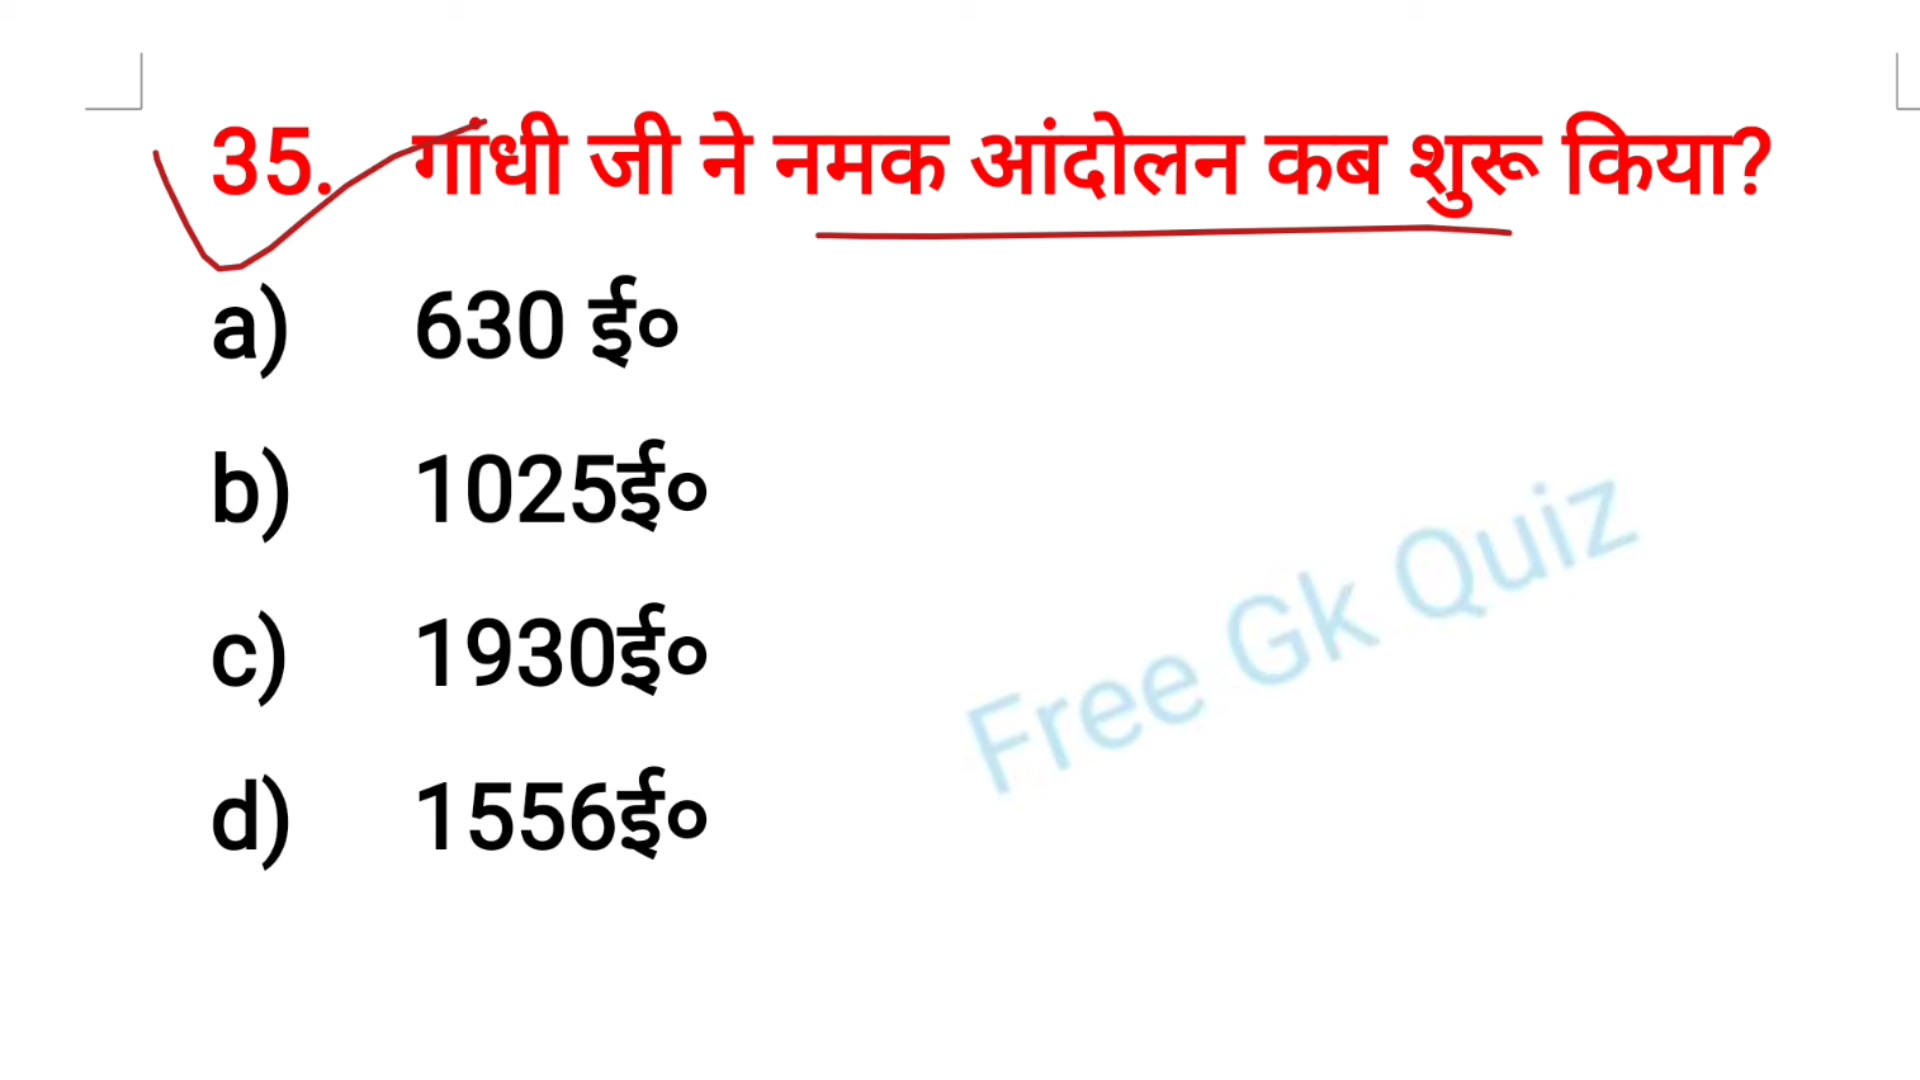 35. गांधी जी ने नमक आंदोलन कब शुरू किया?
a) 630 ई०
b) 1025ई०
c) 1930ई०
d) 1556ई०
Free Gk Quiz